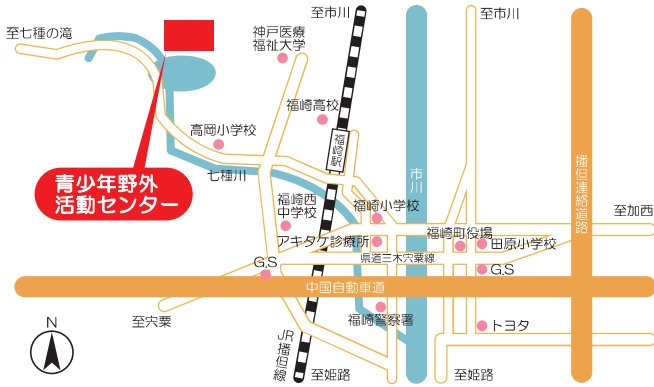 至市川
至市川
至七種の滝
神戸医療
福祉大学
福崎高校
高岡小学校
福崎駅
七種川
市川
播但連絡道路
青少年野外
活動センター
福崎西
中学校
福崎小学校
至加西
福崎町役場
アキタケ診療所
田原小学校
県道三木宍粟線
G.S
G.S
中国自動車道
至宍粟
福崎警察署
トヨタ
N
JR播但線
至姫路
至姫路